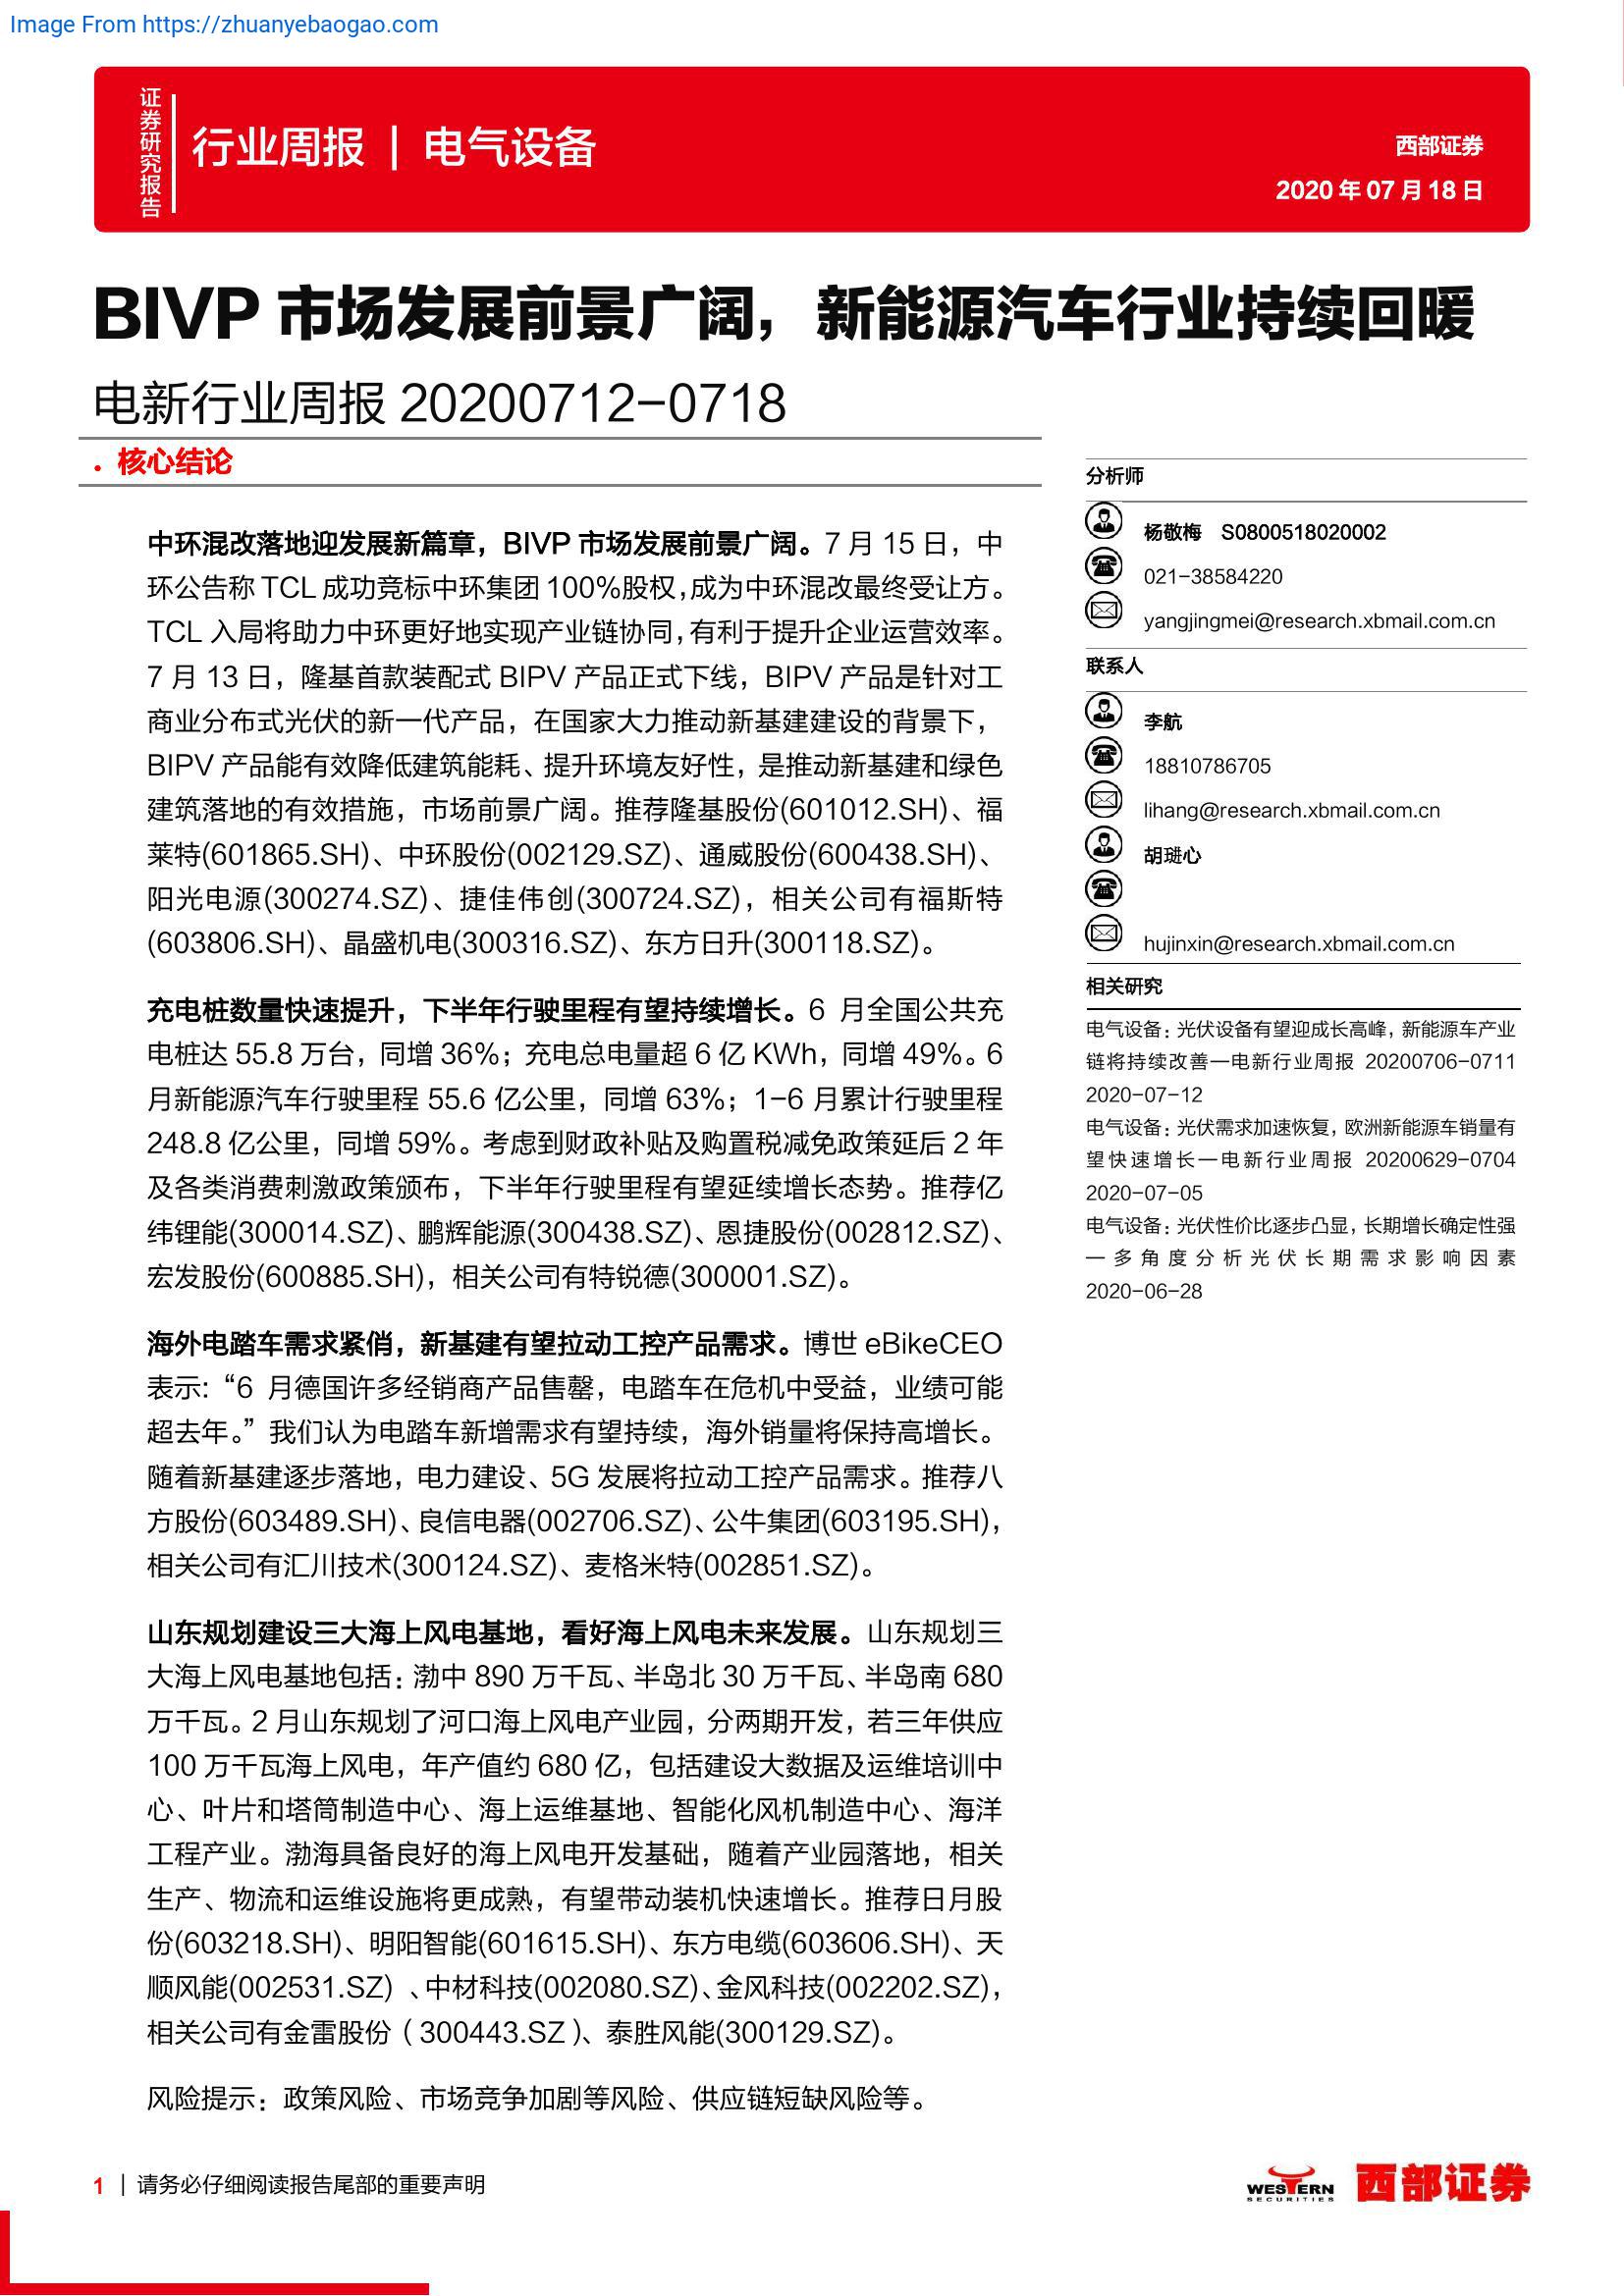 Image From https://zhuanyebaogao.com
证券研究报告
行业周报 | 电气设备
西部证券
2020 年 07 月 18 日
BIVP 市场发展前景广阔，新能源汽车行业持续回暖
电新行业周报 20200712-0718
● 核心结论
中环混改落地迎发展新篇章，BIVP 市场发展前景广阔。7 月 15 日，中
环公告称 TCL 成功竞标中环集团 100%股权，成为中环混改最终受让方。
TCL 入局将助力中环更好地实现产业链协同，有利于提升企业运营效率。
7 月 13 日，隆基首款装配式 BIPV 产品正式下线，BIPV 产品是针对工
商业分布式光伏的新一代产品，在国家大力推动新基建建设的背景下，
BIPV 产品能有效降低建筑能耗、提升环境友好性，是推动新基建和绿色
建筑落地的有效措施，市场前景广阔。推荐隆基股份(601012.SH)、福
莱特(601865.SH)、中环股份(002129.SZ)、通威股份(600438.SH)、
阳光电源(300274.SZ)、捷佳伟创(300724.SZ)，相关公司有福斯特
(603806.SH)、晶盛机电(300316.SZ)、东方日升(300118.SZ)。
充电桩数量快速提升，下半年行驶里程有望持续增长。6 月全国公共充
电桩达 55.8 万台，同增 36%；充电总电量超 6 亿 KWh，同增 49%。6
月新能源汽车行驶里程 55.6 亿公里，同增 63%；1-6 月累计行驶里程
248.8 亿公里，同增 59%。考虑到财政补贴及购置税减免政策延后 2 年
及各类消费刺激政策颁布，下半年行驶里程有望延续增长态势。推荐亿
纬锂能(300014.SZ)、鹏辉能源(300438.SZ)、恩捷股份(002812.SZ)、
宏发股份(600885.SH)，相关公司有特锐德(300001.SZ)。
海外电踏车需求紧俏，新基建有望拉动工控产品需求。博世 eBikeCEO
表示：“6 月德国许多经销商产品售罄，电踏车在危机中受益，业绩可能
超去年。”我们认为电踏车新增需求有望持续，海外销量将保持高增长。
随着新基建逐步落地，电力建设、5G 发展将拉动工控产品需求。推荐八
方股份(603489.SH)、良信电器(002706.SZ)、公牛集团(603195.SH)，
相关公司有汇川技术(300124.SZ)、麦格米特(002851.SZ)。
山东规划建设三大海上风电基地，看好海上风电未来发展。山东规划三
大海上风电基地包括：渤中 890 万千瓦、半岛北 30 万千瓦、半岛南 680
万千瓦。2 月山东规划了河口海上风电产业园，分两期开发，若三年供应
100 万千瓦海上风电，年产值约 680 亿，包括建设大数据及运维培训中
心、叶片和塔筒制造中心、海上运维基地、智能化风机制造中心、海洋
工程产业。渤海具备良好的海上风电开发基础，随着产业园落地，相关
生产、物流和运维设施将更成熟，有望带动装机快速增长。推荐日月股
份(603218.SH)、明阳智能(601615.SH)、东方电缆(603606.SH)、天
顺风能(002531.SZ) 、中材科技(002080.SZ)、金风科技(002202.SZ)，
相关公司有金雷股份（300443.SZ）、泰胜风能(300129.SZ)。
风险提示：政策风险、市场竞争加剧等风险、供应链短缺风险等。
分析师
杨敬梅 S0800518020002
021-38584220
yangjingmei@research.xbmail.com.cn
联系人
李航
18810786705
lihang@research.xbmail.com.cn
胡琎心
hujinxin@research.xbmail.com.cn
相关研究
电气设备：光伏设备有望迎成长高峰，新能源车产业
链将持续改善—电新行业周报 20200706-0711
2020-07-12
电气设备：光伏需求加速恢复，欧洲新能源车销量有
望快速增长—电新行业周报 20200629-0704
2020-07-05
电气设备：光伏性价比逐步凸显，长期增长确定性强
—多角度分析光伏长期需求影响因素
2020-06-28
1 | 请务必仔细阅读报告尾部的重要声明
WESTERN
SECURITIES
西部证券